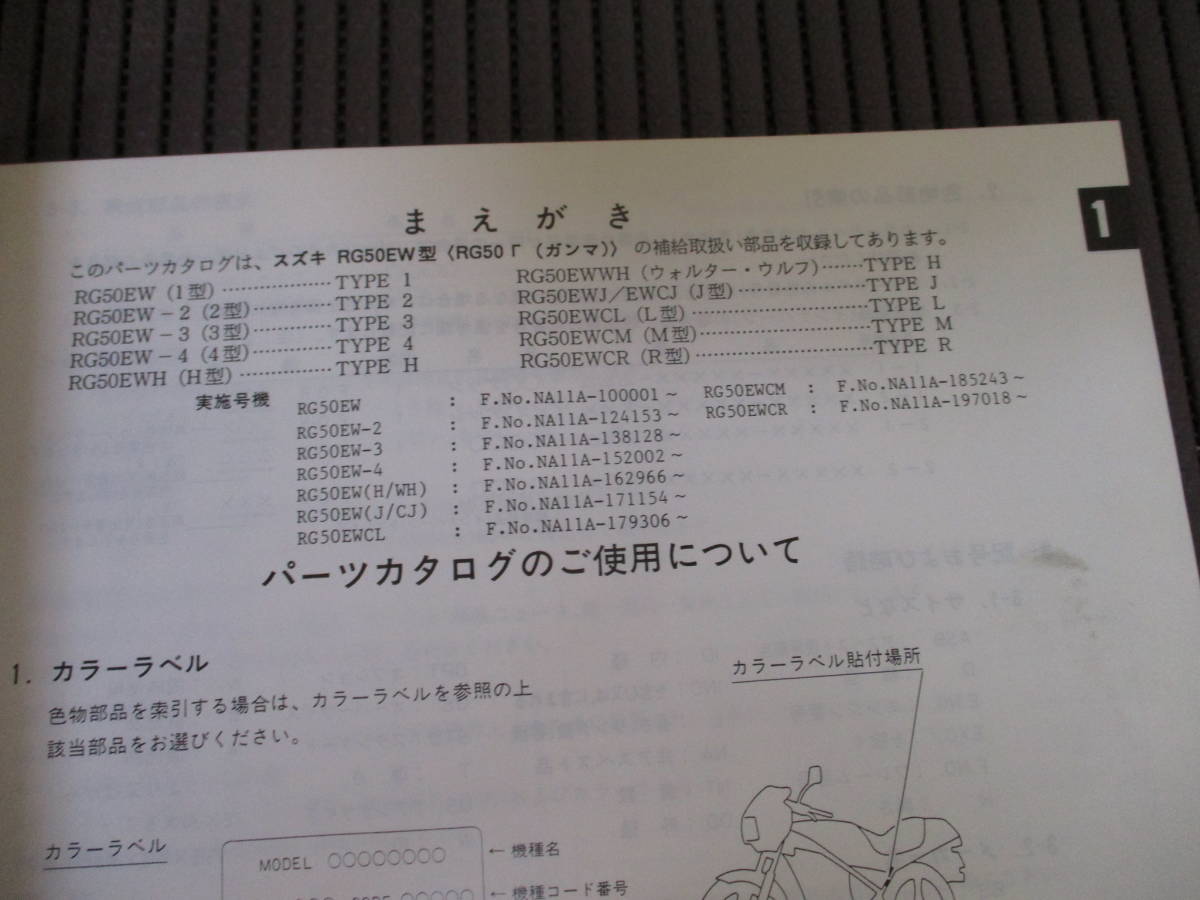 1
まえがき
このパーツカタログは、スズキ RG50EW型〈RG50Γ（ガンマ）〉の補給取扱い部品を収録してあります。
RG50EW（1型）………………TYPE 1
RG50EW－2（2型）…………TYPE 2
RG50EW－3（3型）…………TYPE 3
RG50EW－4（4型）…………TYPE 4
RG50EWH（H型）……………TYPE H
RG50EWWH（ウォルター・ウルフ）……TYPE H
RG50EWJ／EWCJ（J型）………………TYPE J
RG50EWCL（L型）………………………TYPE L
RG50EWCM（M型）………………………TYPE M
RG50EWCR（R型）………………………TYPE R
実施号機
RG50EW : F.No.NA11A-100001～
RG50EW-2 : F.No.NA11A-124153～
RG50EW-3 : F.No.NA11A-138128～
RG50EW-4 : F.No.NA11A-152002～
RG50EW(H/WH) : F.No.NA11A-162966～
RG50EW(J/CJ) : F.No.NA11A-171154～
RG50EWCL : F.No.NA11A-179306～
RG50EWCM : F.No.NA11A-185243～
RG50EWCR : F.No.NA11A-197018～
パーツカタログのご使用について
1. カラーラベル
色物部品を索引する場合は、カラーラベルを参照の上
該当部品をお選びください。
カラーラベル貼付場所
カラーラベル
MODEL ○○○○○○○○
←機種名
←機種コード番号